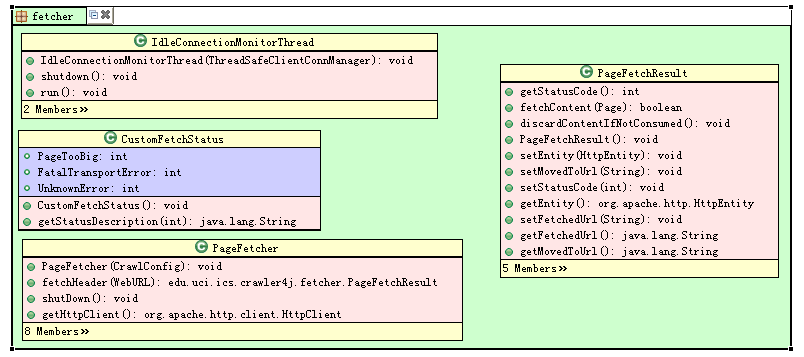 fetcher
IdleConnectionMonitorThread
IdleConnectionMonitorThread(ThreadSafeClientConnManager): void
shutdown(): void
run(): void
2 Members»
CustomFetchStatus
PageTooBig: int
FatalTransportError: int
UnknownError: int
CustomFetchStatus(): void
getStatusDescription(int): java.lang.String
PageFetcher
PageFetcher(CrawlConfig): void
fetchHeader(WebURL): edu.uci.ics.crawler4j.fetcher.PageFetchResult
shutDown(): void
getHttpClient(): org.apache.http.client.HttpClient
8 Members»
PageFetchResult
getStatusCode(): int
fetchContent(Page): boolean
discardContentIfNotConsumed(): void
PageFetchResult(): void
setEntity(HttpEntity): void
setMovedToUrl(String): void
setStatusCode(int): void
getEntity(): org.apache.http.HttpEntity
setFetchedUrl(String): void
getFetchedUrl(): java.lang.String
getMovedToUrl(): java.lang.String
5 Members»